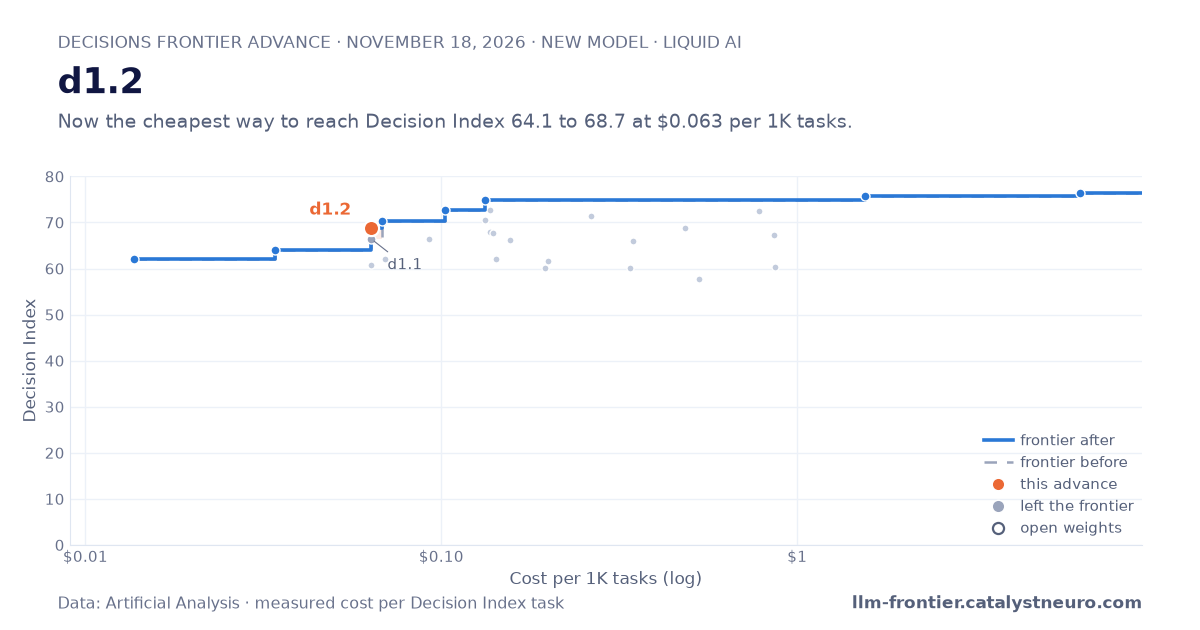 DECISIONS FRONTIER ADVANCE · NOVEMBER 18, 2026 · NEW MODEL · LIQUID AI
d1.2
Now the cheapest way to reach Decision Index 64.1 to 68.7 at $0.063 per 1K tasks.
80
70
60
50
40
30
20
10
0
Decision Index
d1.2
d1.1
frontier after
frontier before
this advance
left the frontier
open weights
$0.01
$0.10
$1
Cost per 1K tasks (log)
Data: Artificial Analysis · measured cost per Decision Index task
llm-frontier.catalystneuro.com